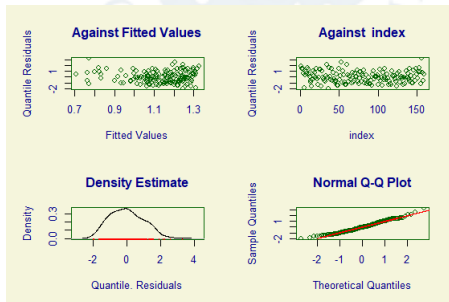 Against Fitted Values
Quantile Residuals
-2 1
0.7 0.9 1.1 1.3
Fitted Values
Against index
Quantile Residuals
-2 1
0 50 100 150
index
Density Estimate
Density
0.0 0.3
-2 0 2 4
Quantile. Residuals
Normal Q-Q Plot
Sample Quantiles
-2 1
-2 -1 0 1 2
Theoretical Quantiles